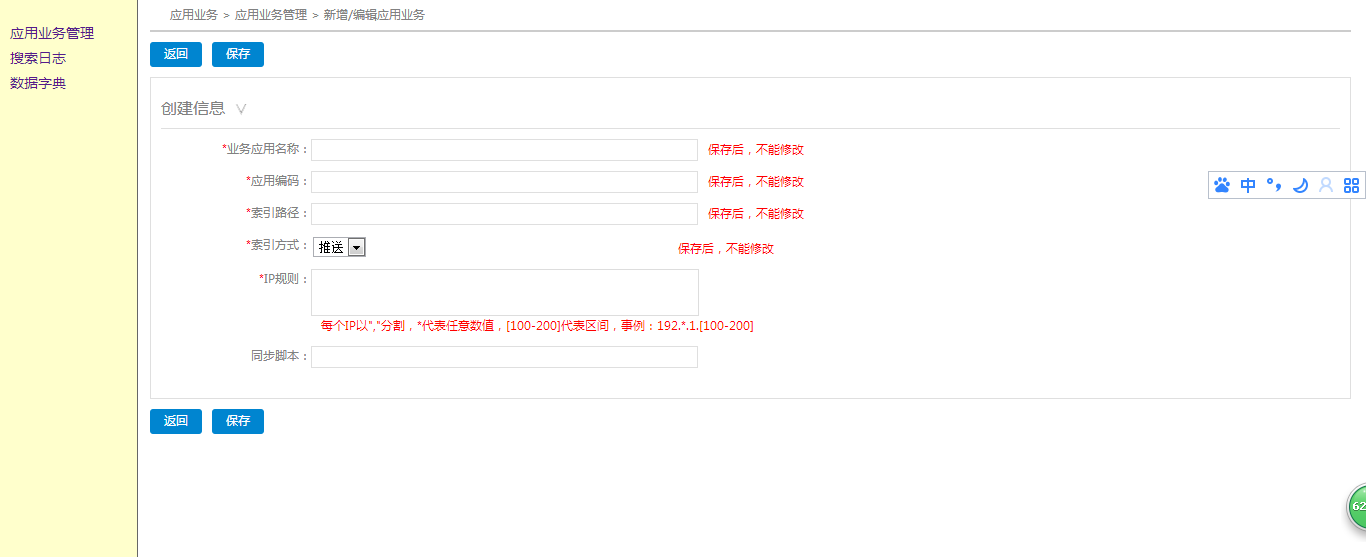 应用业务 > 应用业务管理 > 新增/编辑应用业务
应用业务管理
搜索日志
数据字典
返回 保存
创建信息
*业务应用名称： 保存后，不能修改
*应用编码： 保存后，不能修改
*索引路径： 保存后，不能修改
*索引方式： 推送 保存后，不能修改
*IP规则：
每个IP以","分割，*代表任意数值，[100-200]代表区间，事例：192.*.1.[100-200]
同步脚本：
返回 保存
中
62